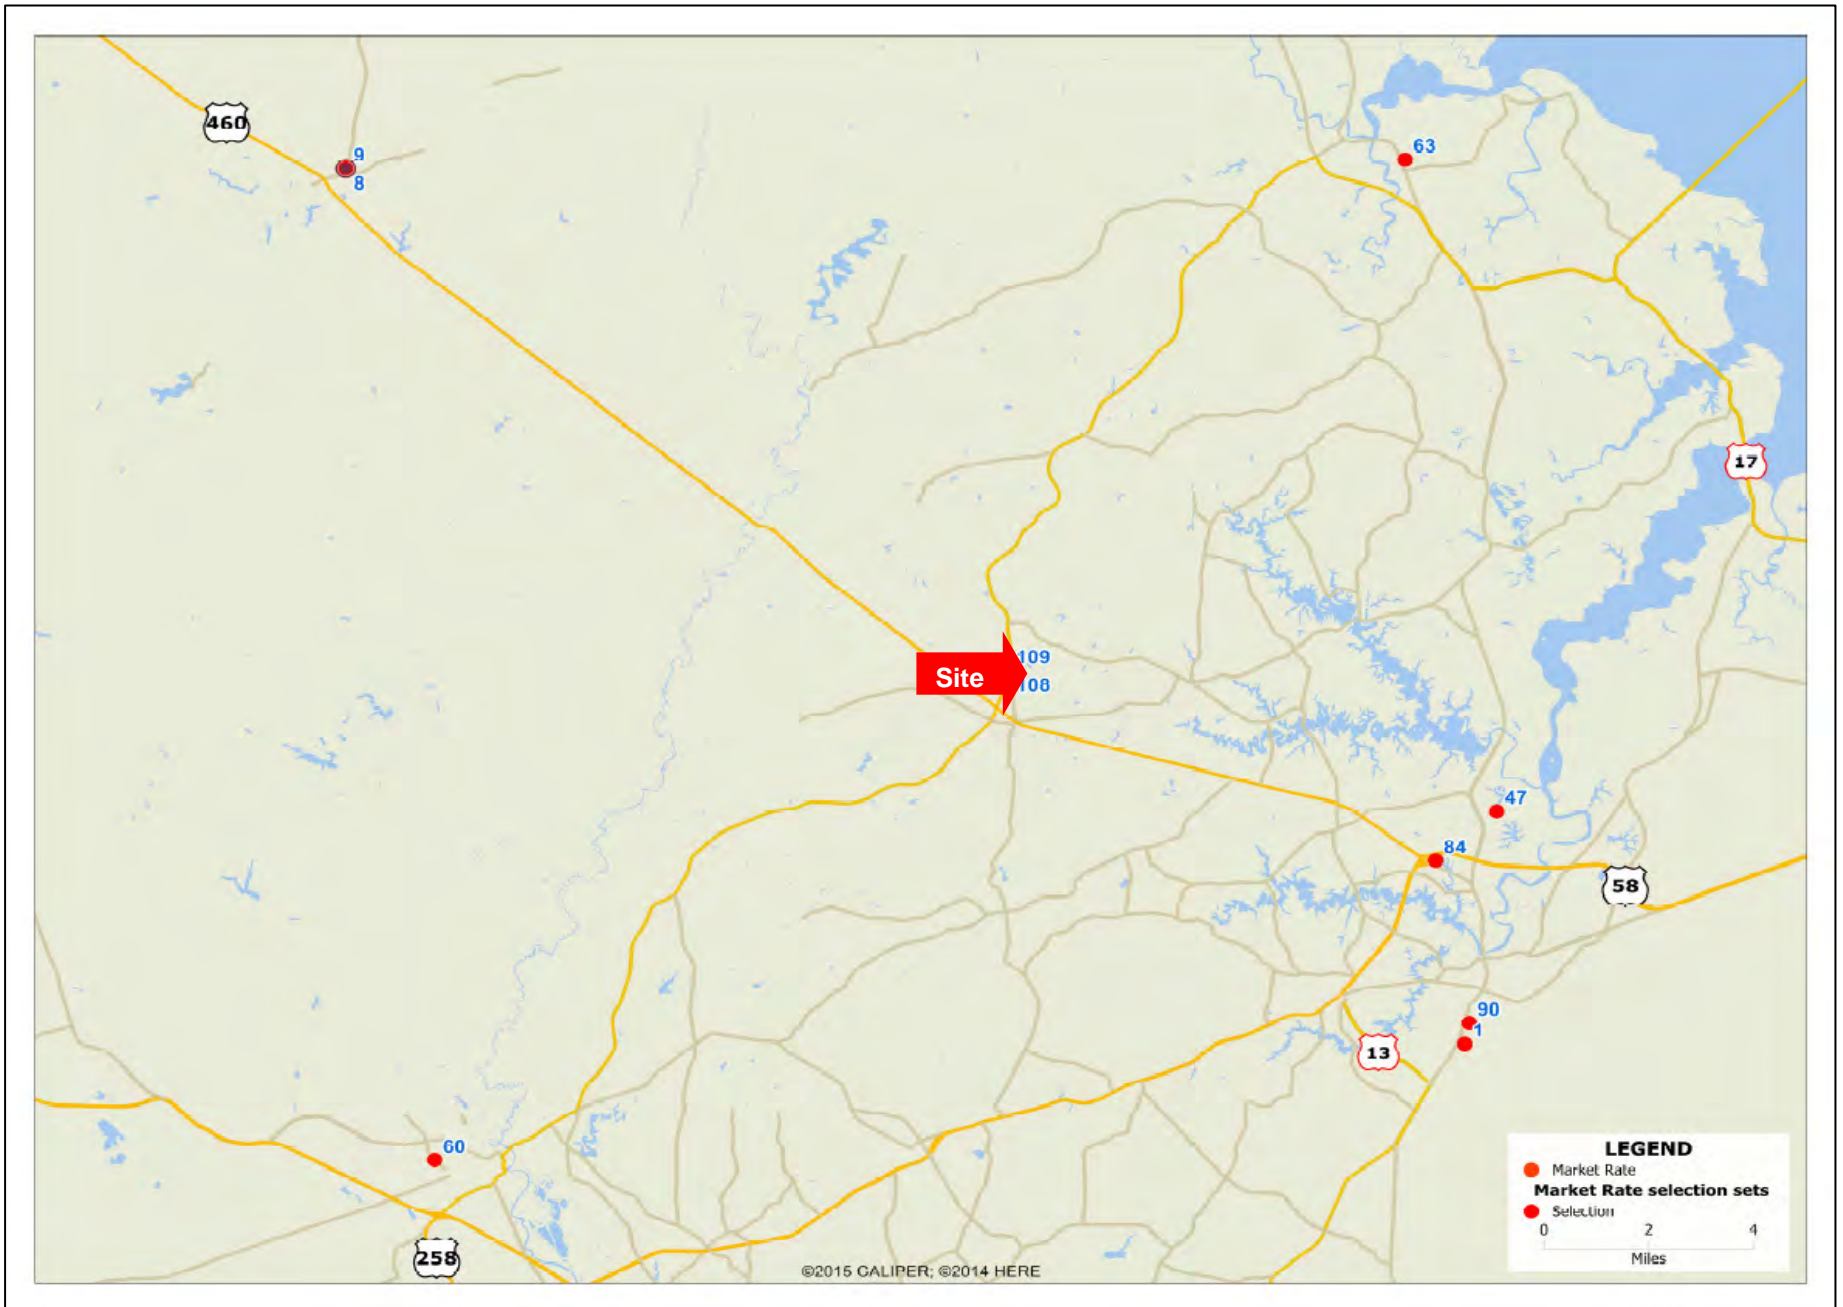 460
9
8
63
17
Site
109
108
47
84
58
90
1
13
60
258
LEGEND
Market Rate
Market Rate selection sets
Selection
0 2 4
Miles
©2015 CALIPER; ©2014 HERE